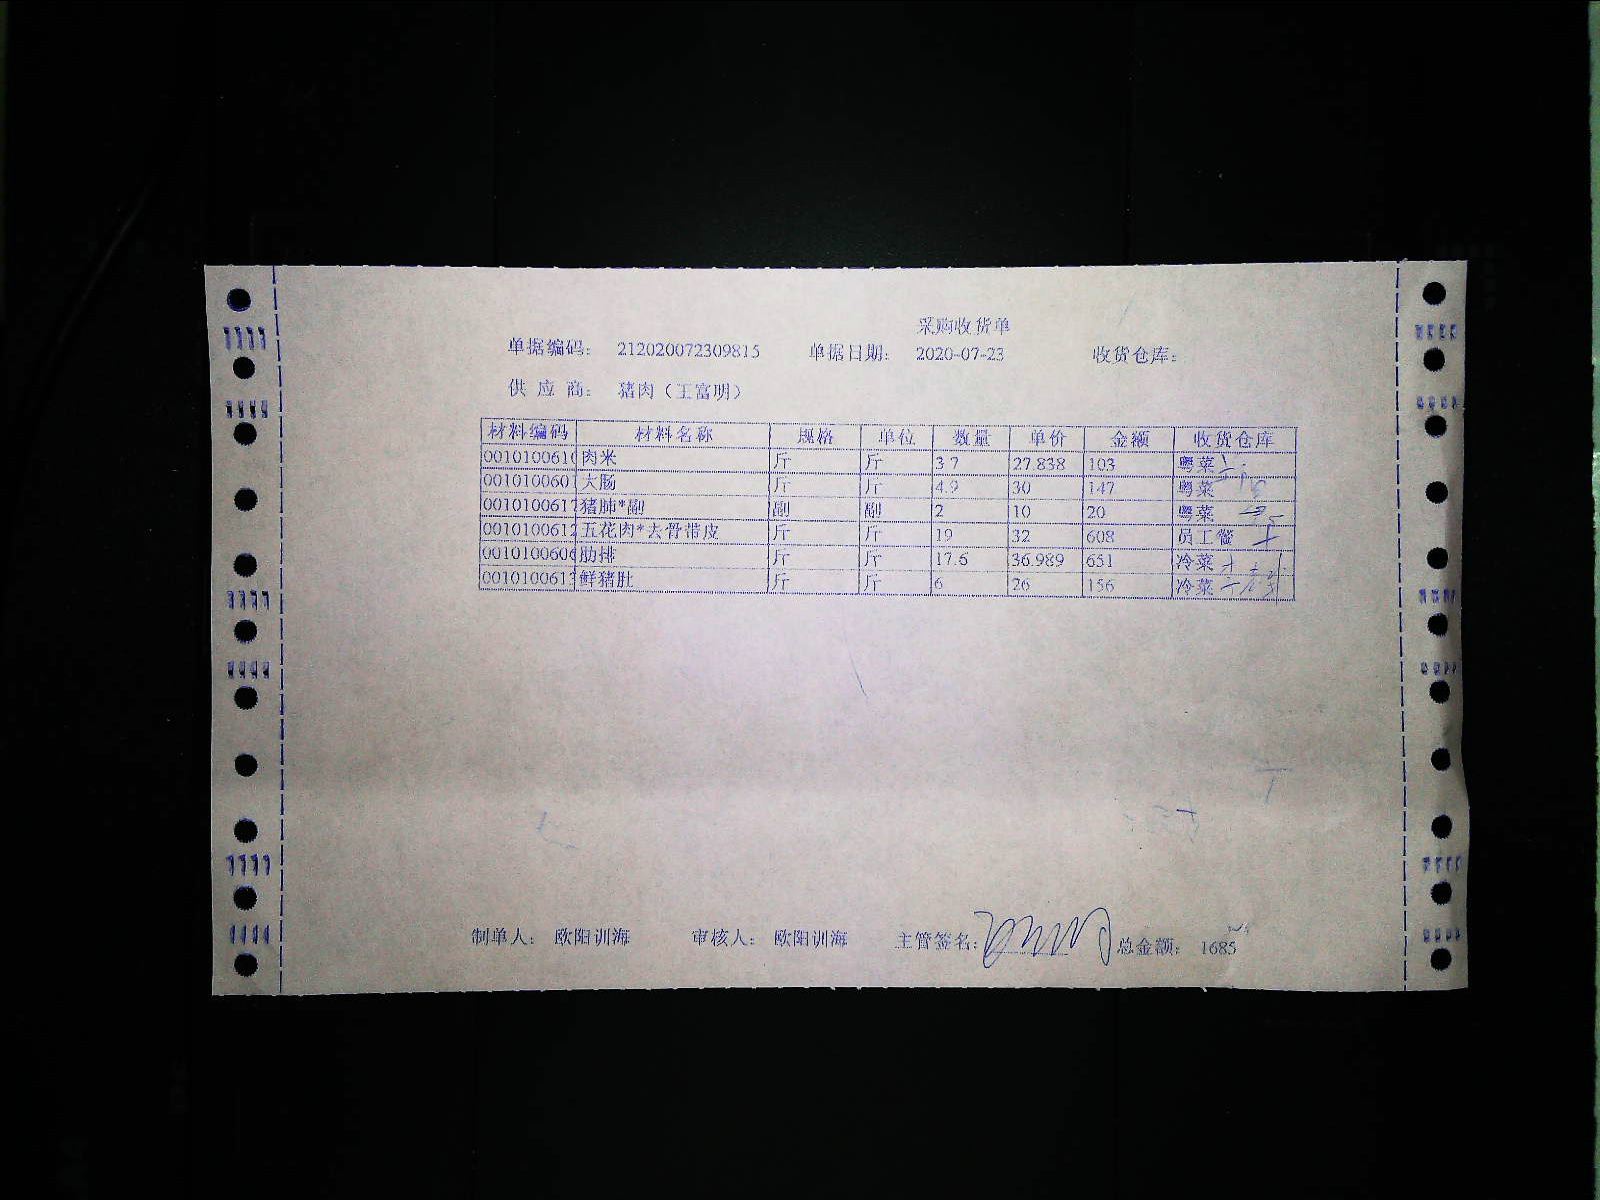 采购收货单
单据编码： 212020072309815 单据日期： 2020-07-23 收货仓库：
供 应 商： 猪肉（王富明）
材料编码 材料名称 规格 单位 数量 单价 金额 收货仓库
0010100610 肉米 斤 斤 3.7 27.838 103 粤菜
0010100601 大肠 斤 斤 4.9 30 147 粤菜
0010100617 猪肺*副 副 副 2 10 20 粤菜
0010100612 五花肉*去骨带皮 斤 斤 19 32 608 员工餐
0010100606 肋排 斤 斤 17.6 36.989 651 冷菜
0010100613 鲜猪肚 斤 斤 6 26 156 冷菜
制单人： 欧阳训海 审核人： 欧阳训海 主管签名： 总金额： 1685